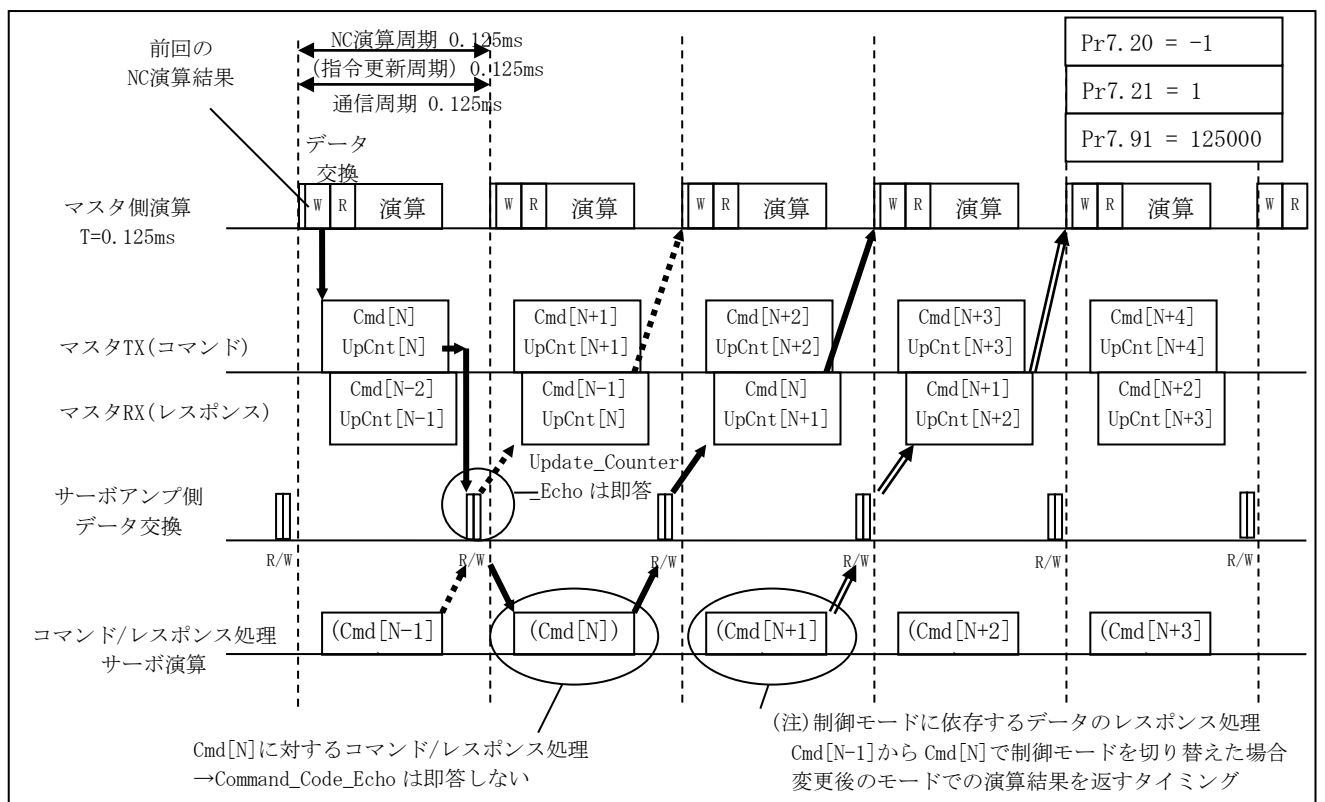 前回の
NC演算結果
NC演算周期 0.125ms
(指令更新周期) 0.125ms
通信周期 0.125ms
Pr7.20 = -1
Pr7.21 = 1
Pr7.91 = 125000
データ
交換
マスタ側演算
T=0.125ms
W R 演算
W R 演算
W R 演算
W R 演算
W R 演算
W R
マスタTX(コマンド)
Cmd[N]
UpCnt[N]
Cmd[N+1]
UpCnt[N+1]
Cmd[N+2]
UpCnt[N+2]
Cmd[N+3]
UpCnt[N+3]
Cmd[N+4]
UpCnt[N+4]
マスタRX(レスポンス)
Cmd[N-2]
UpCnt[N-1]
Cmd[N-1]
UpCnt[N]
Cmd[N]
UpCnt[N+1]
Cmd[N+1]
UpCnt[N+2]
Cmd[N+2]
UpCnt[N+3]
Update_Counter
_Echo は即答
サーボアンプ側
データ交換
R/W
R/W
R/W
R/W
R/W
R/W
コマンド/レスポンス処理
サーボ演算
(Cmd[N-1]
(Cmd[N])
(Cmd[N+1]
(Cmd[N+2]
(Cmd[N+3]
Cmd[N]に対するコマンド/レスポンス処理
→Command_Code_Echo は即答しない
(注)制御モードに依存するデータのレスポンス処理
Cmd[N-1]から Cmd[N]で制御モードを切り替えた場合
変更後のモードでの演算結果を返すタイミング